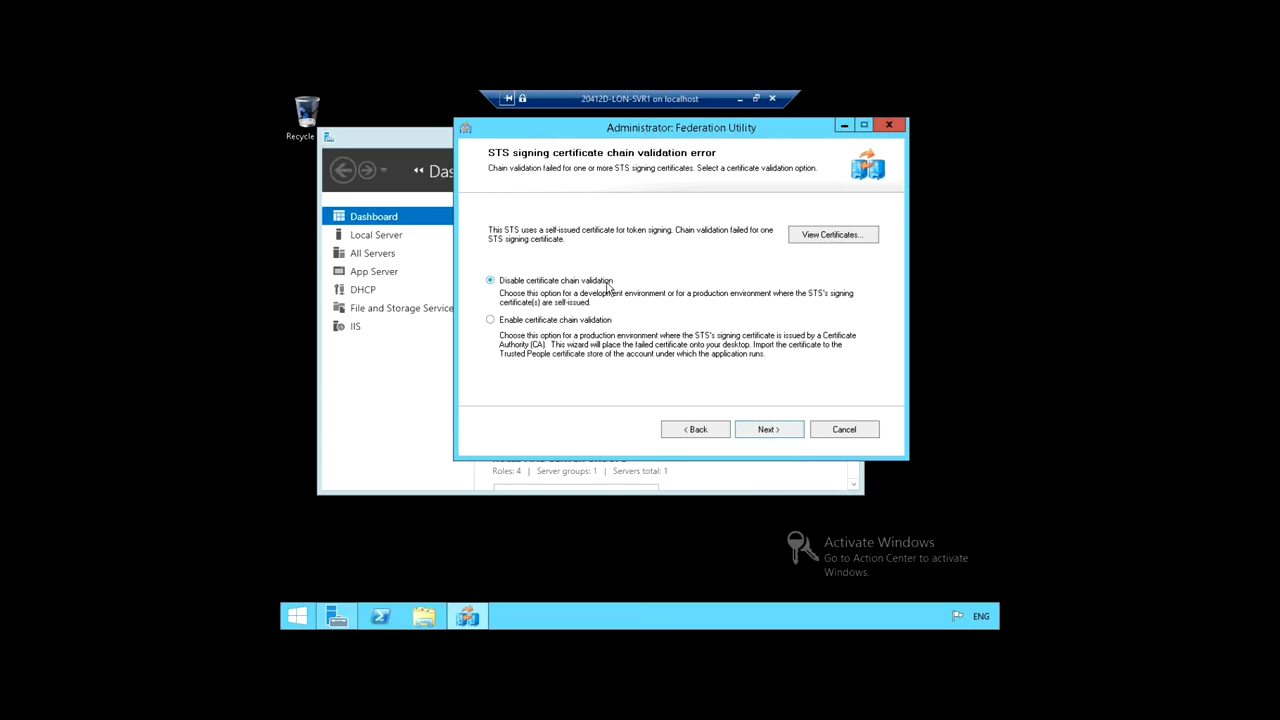 20412D-LON-SVR1 on localhost
Recycle
Administrator: Federation Utility
STS signing certificate chain validation error
Chain validation failed for one or more STS signing certificates. Select a certificate validation option.
Das
Dashboard
Local Server
All Servers
App Server
DHCP
File and Storage Service
IIS
This STS uses a self-issued certificate for token signing. Chain validation failed for one
STS signing certificate.
View Certificates...
Disable certificate chain validation
Choose this option for a development environment or for a production environment where the STS's signing
certificate(s) are self-issued.
Enable certificate chain validation
Choose this option for a production environment where the STS's signing certificate is issued by a Certificate
Authority (CA). This wizard will place the failed certificate onto your desktop. Import the certificate to the
Trusted People certificate store of the account under which the application runs.
< Back
Next >
Cancel
Roles: 4 | Server groups: 1 | Servers total: 1
Activate Windows
Go to Action Center to activate
Windows.
ENG